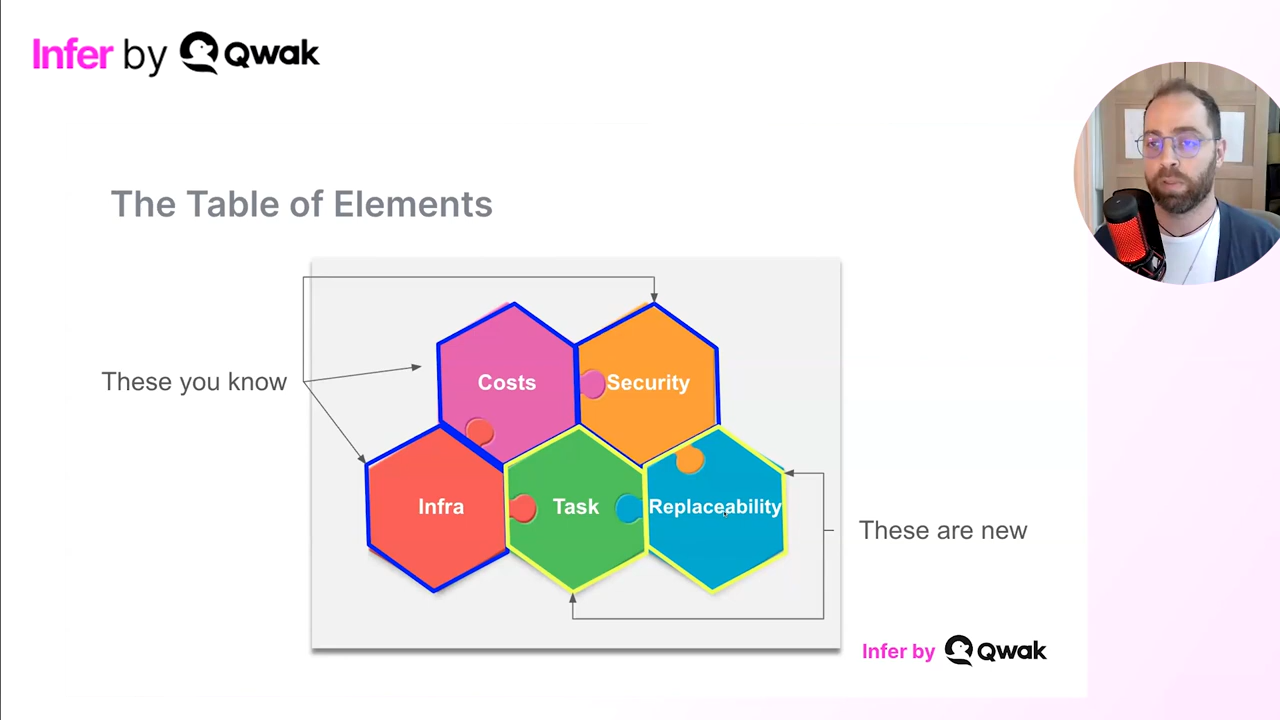 Infer by Qwak
The Table of Elements
These you know
Costs
Security
Infra
Task
Replaceability
These are new
Infer by Qwak